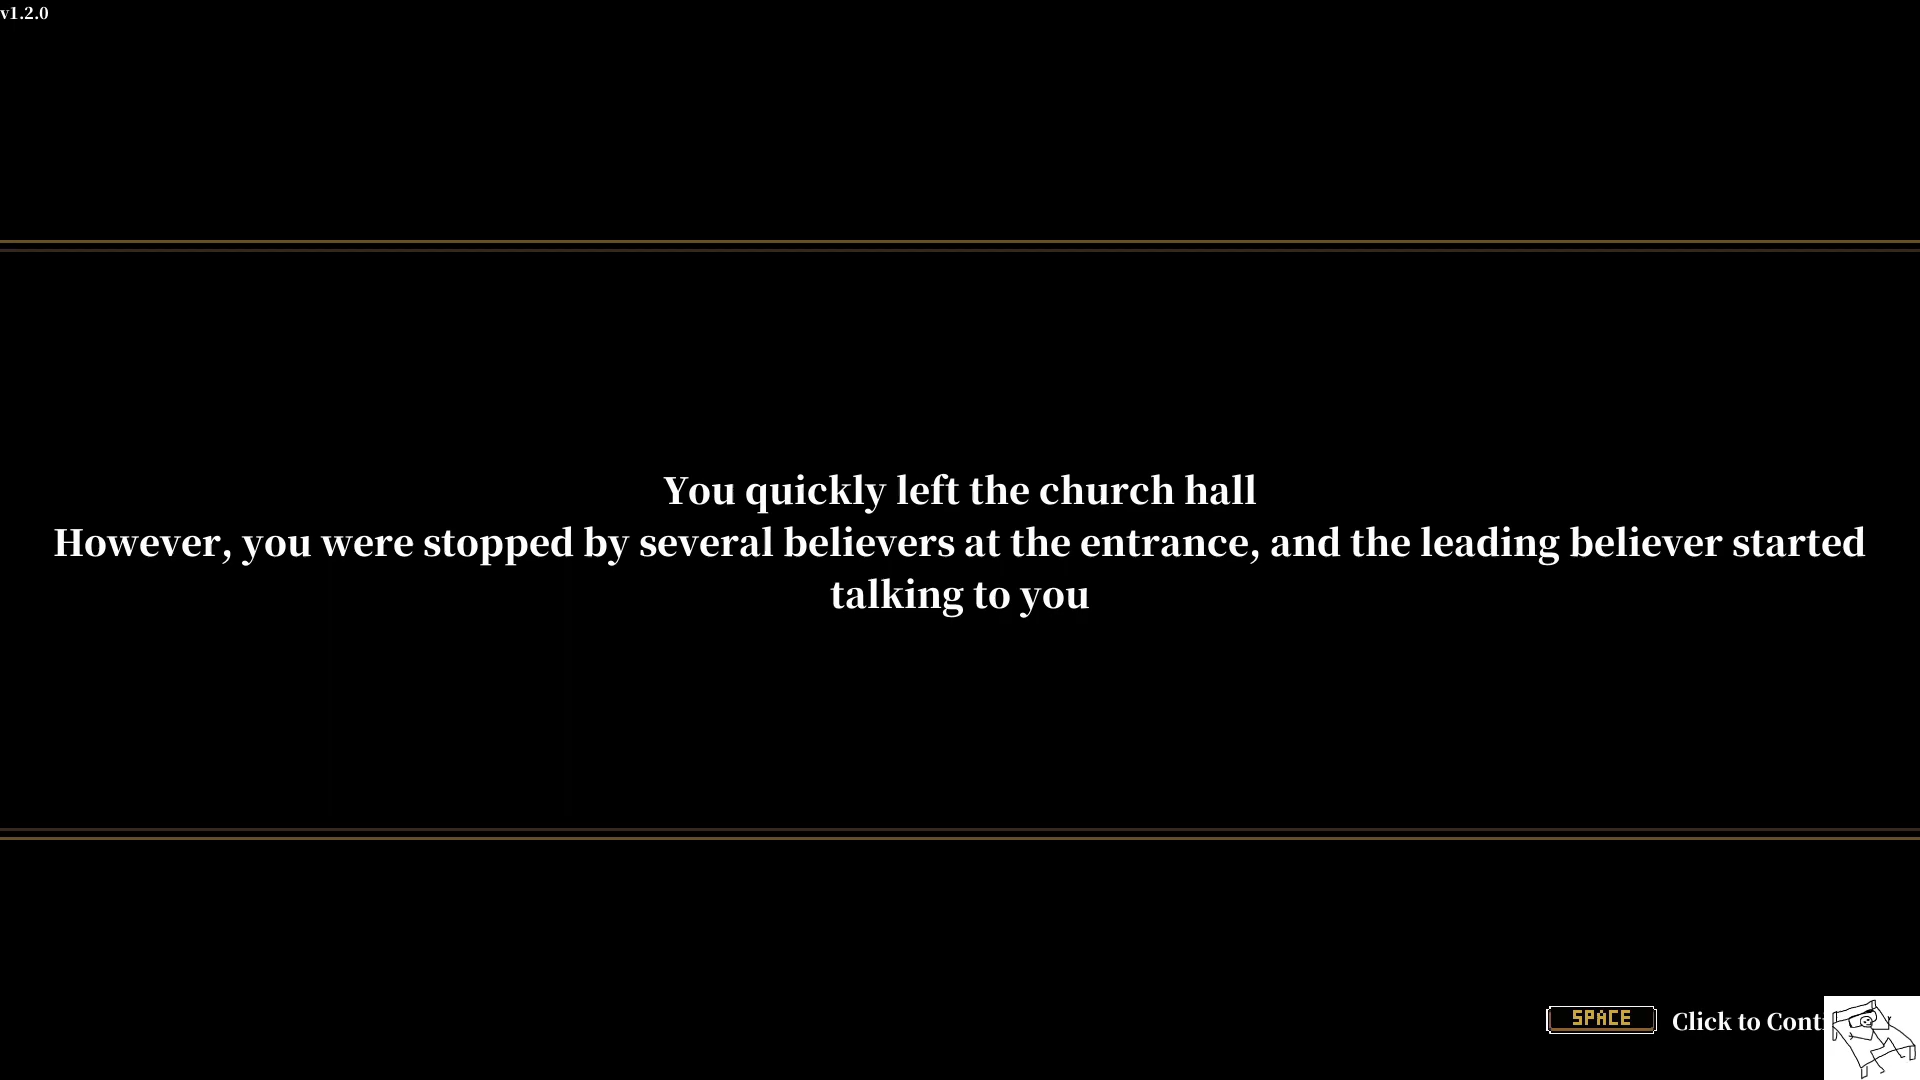 v1.2.0
You quickly left the church hall
However, you were stopped by several believers at the entrance, and the leading believer started
talking to you
SPACE Click to Conti